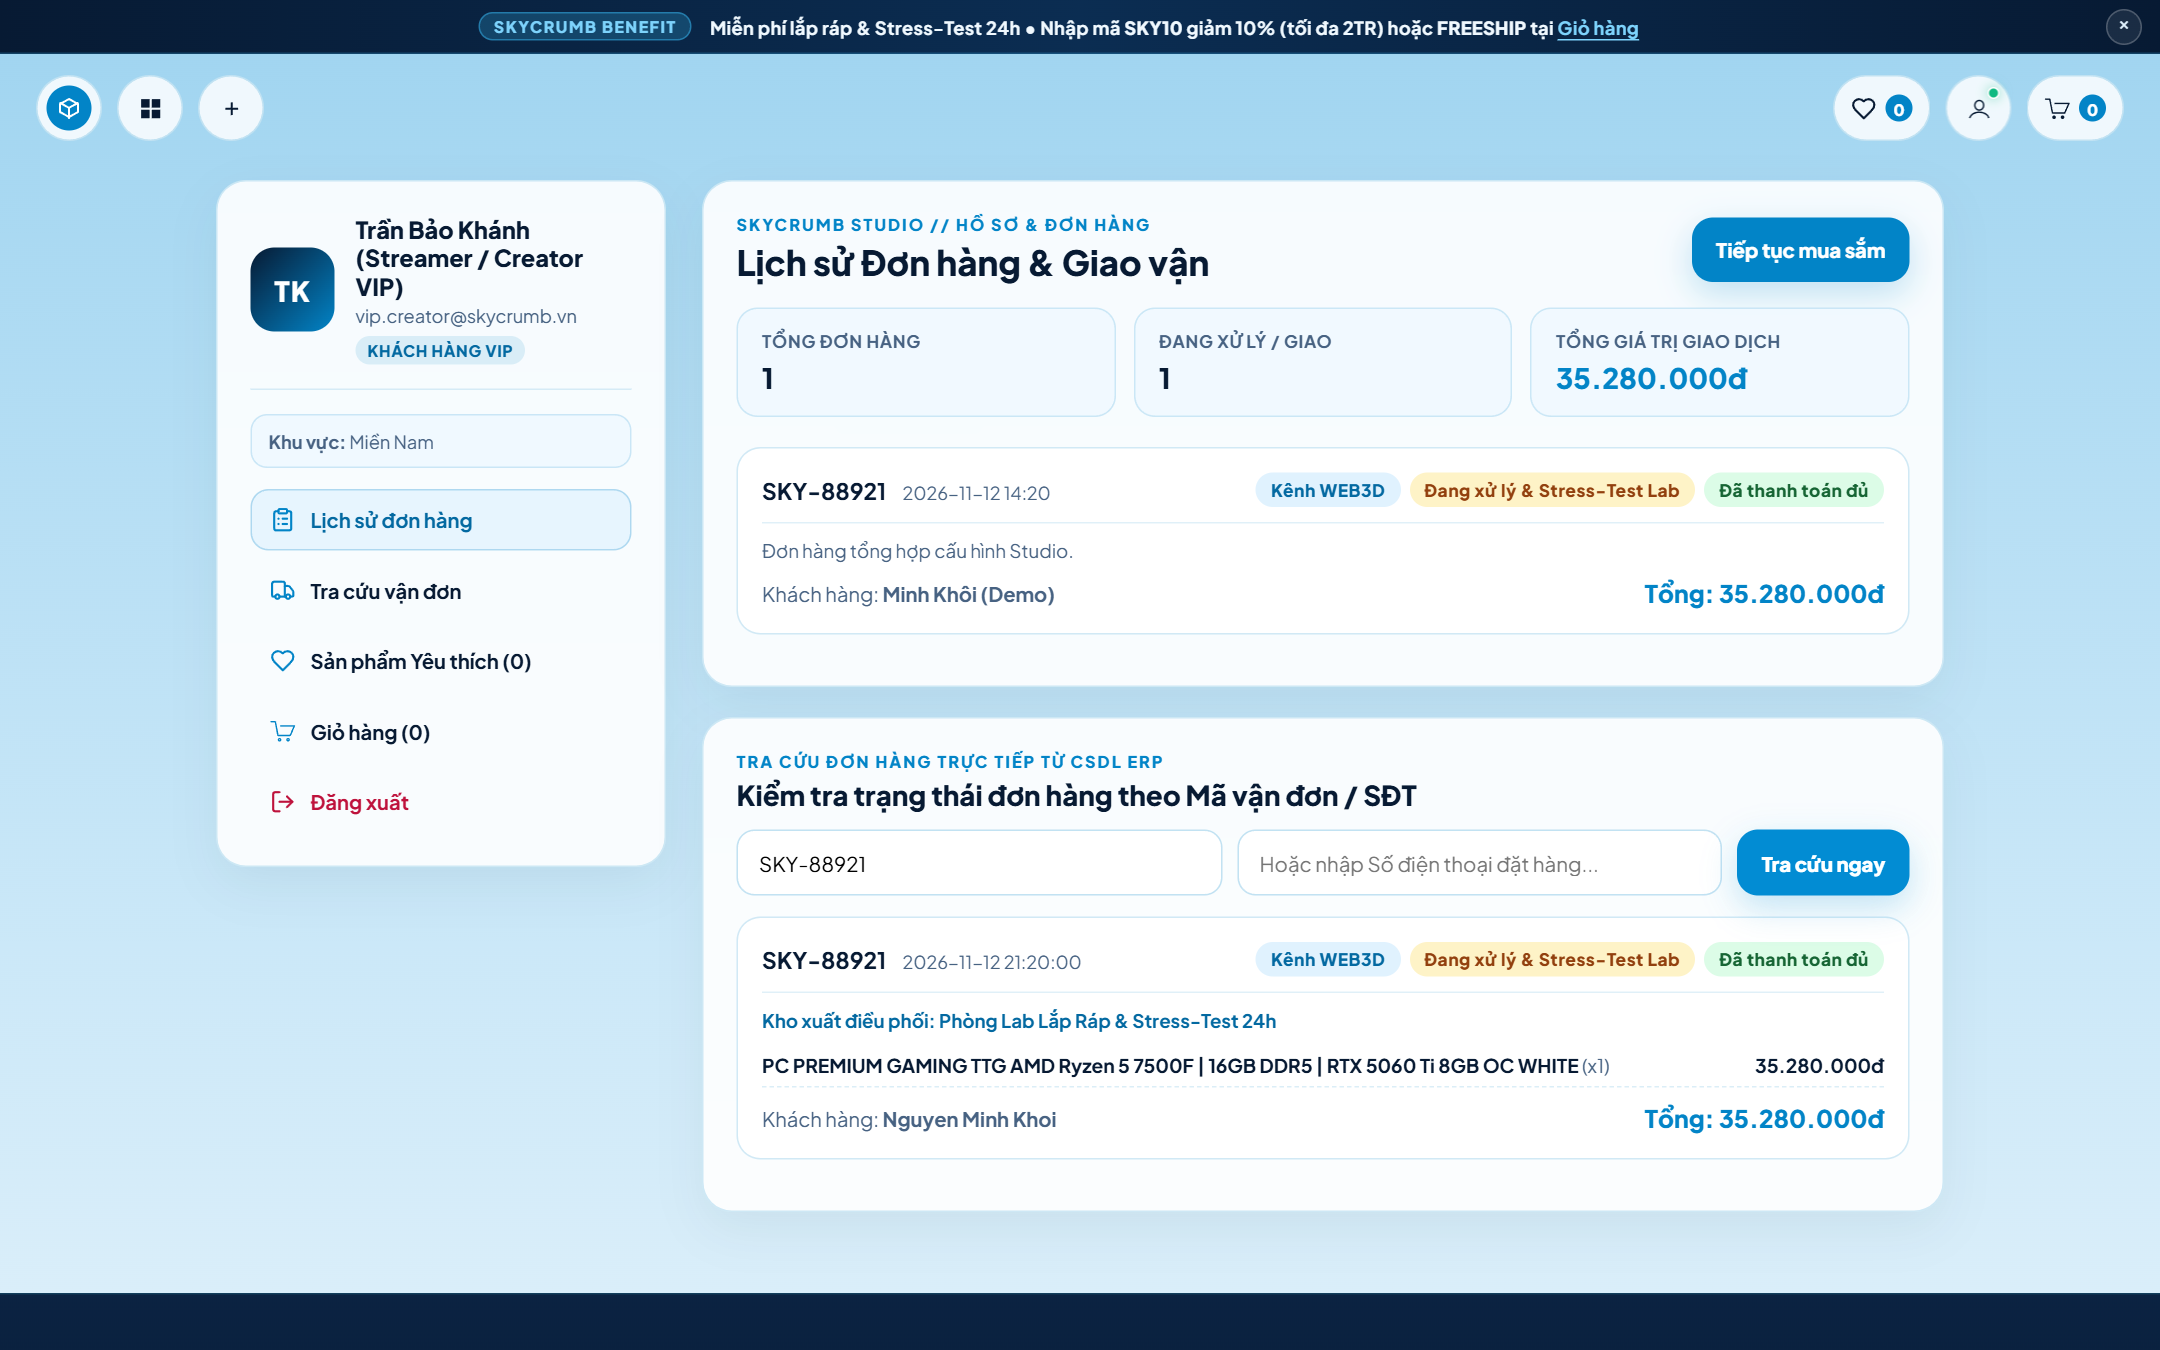 SKYCRUMB BENEFIT Miễn phí lắp ráp & Stress-Test 24h • Nhập mã SKY10 giảm 10% (tối đa 2TR) hoặc FREESHIP tại Giỏ hàng ×
+ 0 0
TK
Trần Bảo Khánh
(Streamer / Creator
VIP)
vip.creator@skycrumb.vn
KHÁCH HÀNG VIP
Khu vực: Miền Nam
Lịch sử đơn hàng
Tra cứu vận đơn
Sản phẩm Yêu thích (0)
Giỏ hàng (0)
Đăng xuất
SKYCRUMB STUDIO // HỒ SƠ & ĐƠN HÀNG
Lịch sử Đơn hàng & Giao vận
Tiếp tục mua sắm
TỔNG ĐƠN HÀNG
1
ĐANG XỬ LÝ / GIAO
1
TỔNG GIÁ TRỊ GIAO DỊCH
35.280.000đ
SKY-88921 2026-11-12 14:20 Kênh WEB3D Đang xử lý & Stress-Test Lab Đã thanh toán đủ
Đơn hàng tổng hợp cấu hình Studio.
Khách hàng: Minh Khôi (Demo) Tổng: 35.280.000đ
TRA CỨU ĐƠN HÀNG TRỰC TIẾP TỪ CSDL ERP
Kiểm tra trạng thái đơn hàng theo Mã vận đơn / SĐT
SKY-88921 Hoặc nhập Số điện thoại đặt hàng... Tra cứu ngay
SKY-88921 2026-11-12 21:20:00 Kênh WEB3D Đang xử lý & Stress-Test Lab Đã thanh toán đủ
Kho xuất điều phối: Phòng Lab Lắp Ráp & Stress-Test 24h
PC PREMIUM GAMING TTG AMD Ryzen 5 7500F | 16GB DDR5 | RTX 5060 Ti 8GB OC WHITE (x1) 35.280.000đ
Khách hàng: Nguyen Minh Khoi Tổng: 35.280.000đ